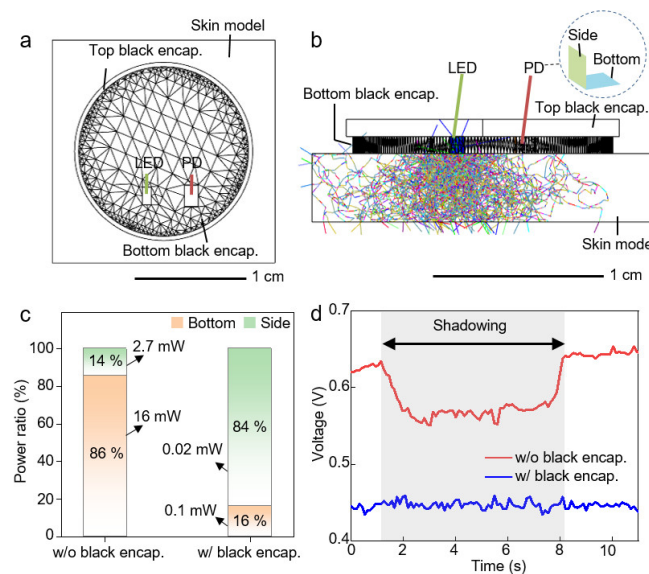 a
Skin model
Top black encap.
LED
PD
Bottom black encap.
1 cm
b
Side
Bottom
LED
PD
Bottom black encap.
Top black encap.
Skin model
1 cm
c
Bottom
Side
Power ratio (%)
100
80
60
40
20
0
14 %
86 %
2.7 mW
16 mW
84 %
16 %
0.02 mW
0.1 mW
w/o black encap.
w/ black encap.
d
Shadowing
Voltage (V)
0.7
0.6
0.5
0.4
w/o black encap.
w/ black encap.
0
2
4
6
8
10
Time (s)